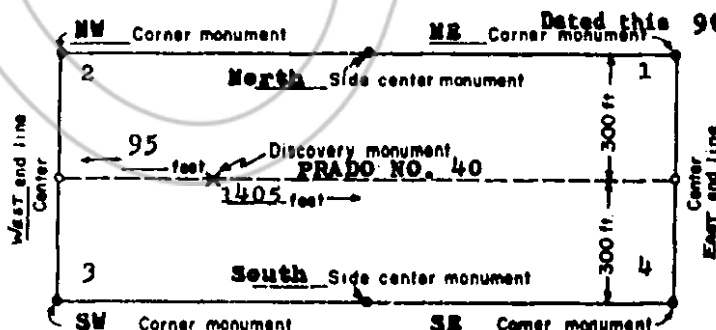 Dated this 9
NW Corner monument NE Corner monument
2 North Side center monument 1
300 ft.
95 feet Discovery monument
PRADO NO. 40
1405 feet
WEST end line Center
Center EAST end line
300 ft.
3 South Side center monument 4
SW Corner monument SE Corner monument